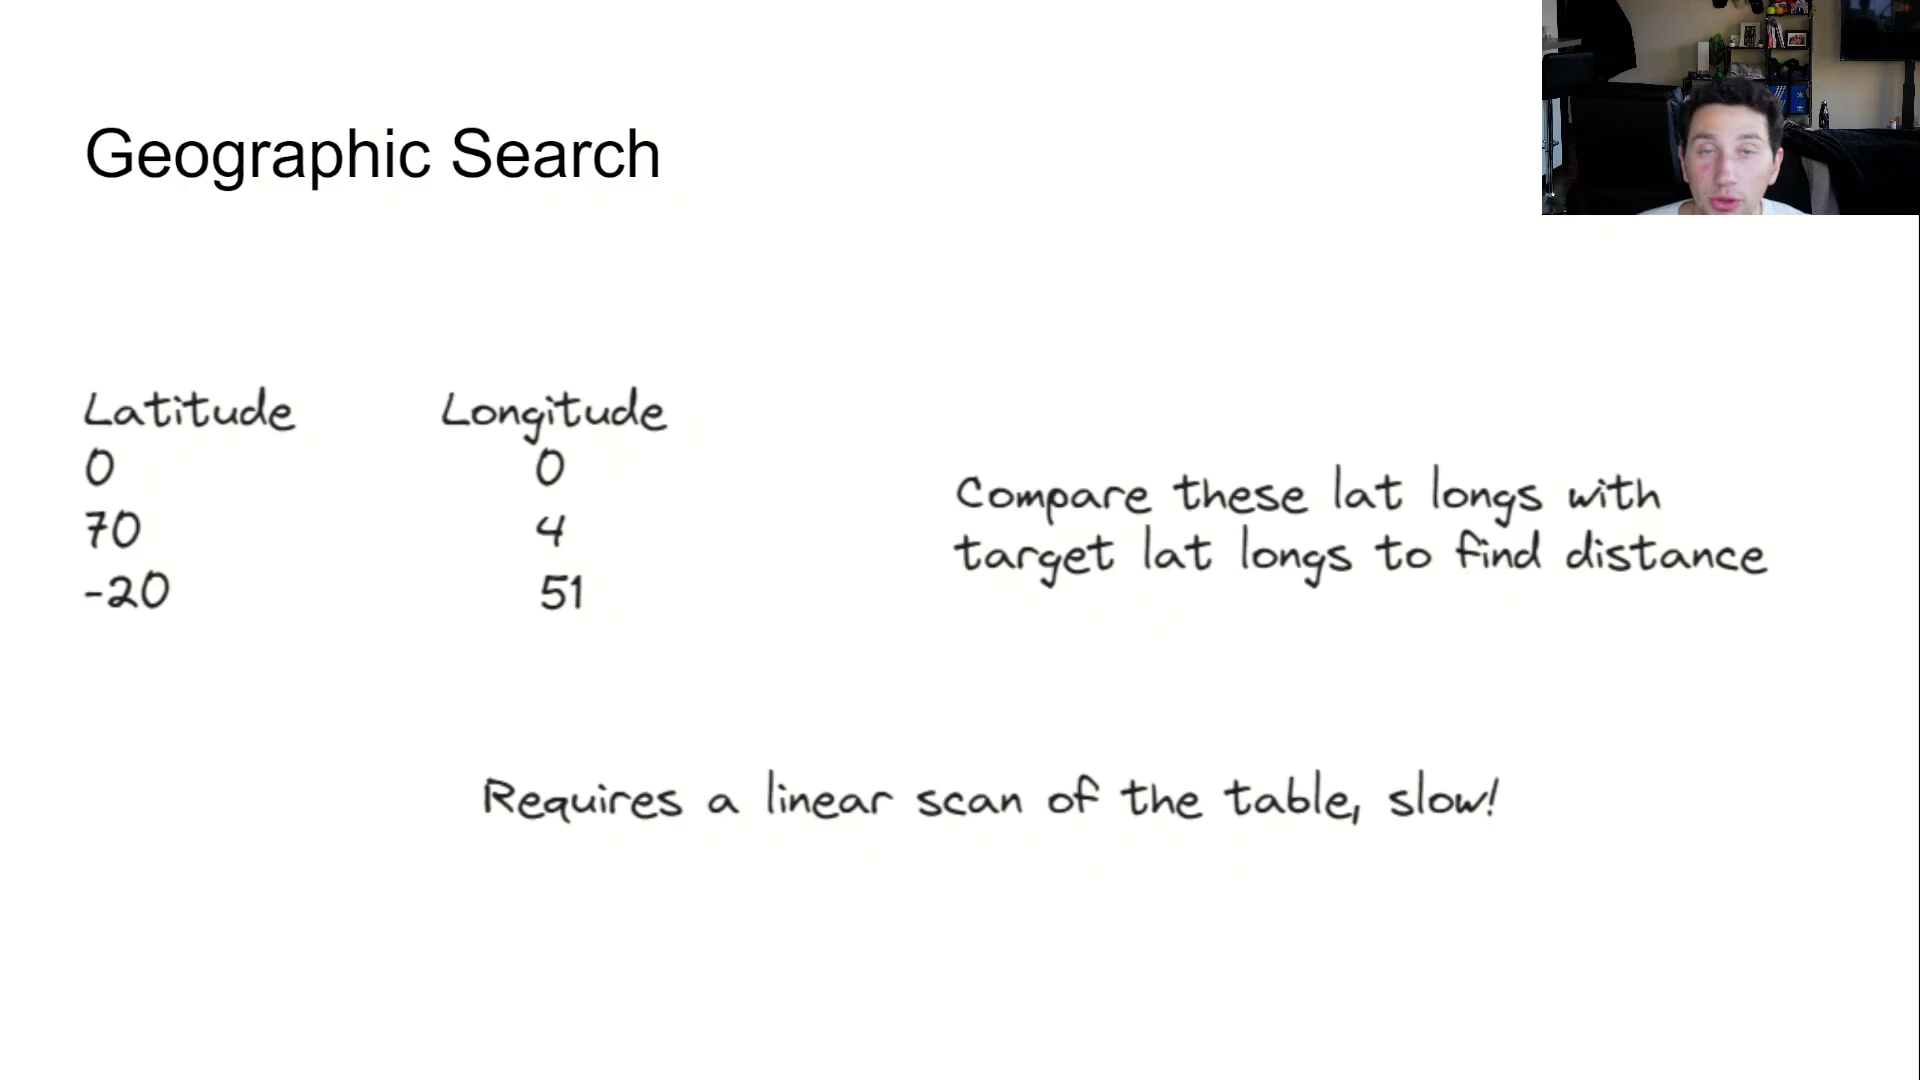 Geographic Search
Latitude Longitude
0 0
70 4
-20 51
Compare these lat longs with
target lat longs to find distance
Requires a linear scan of the table, slow!